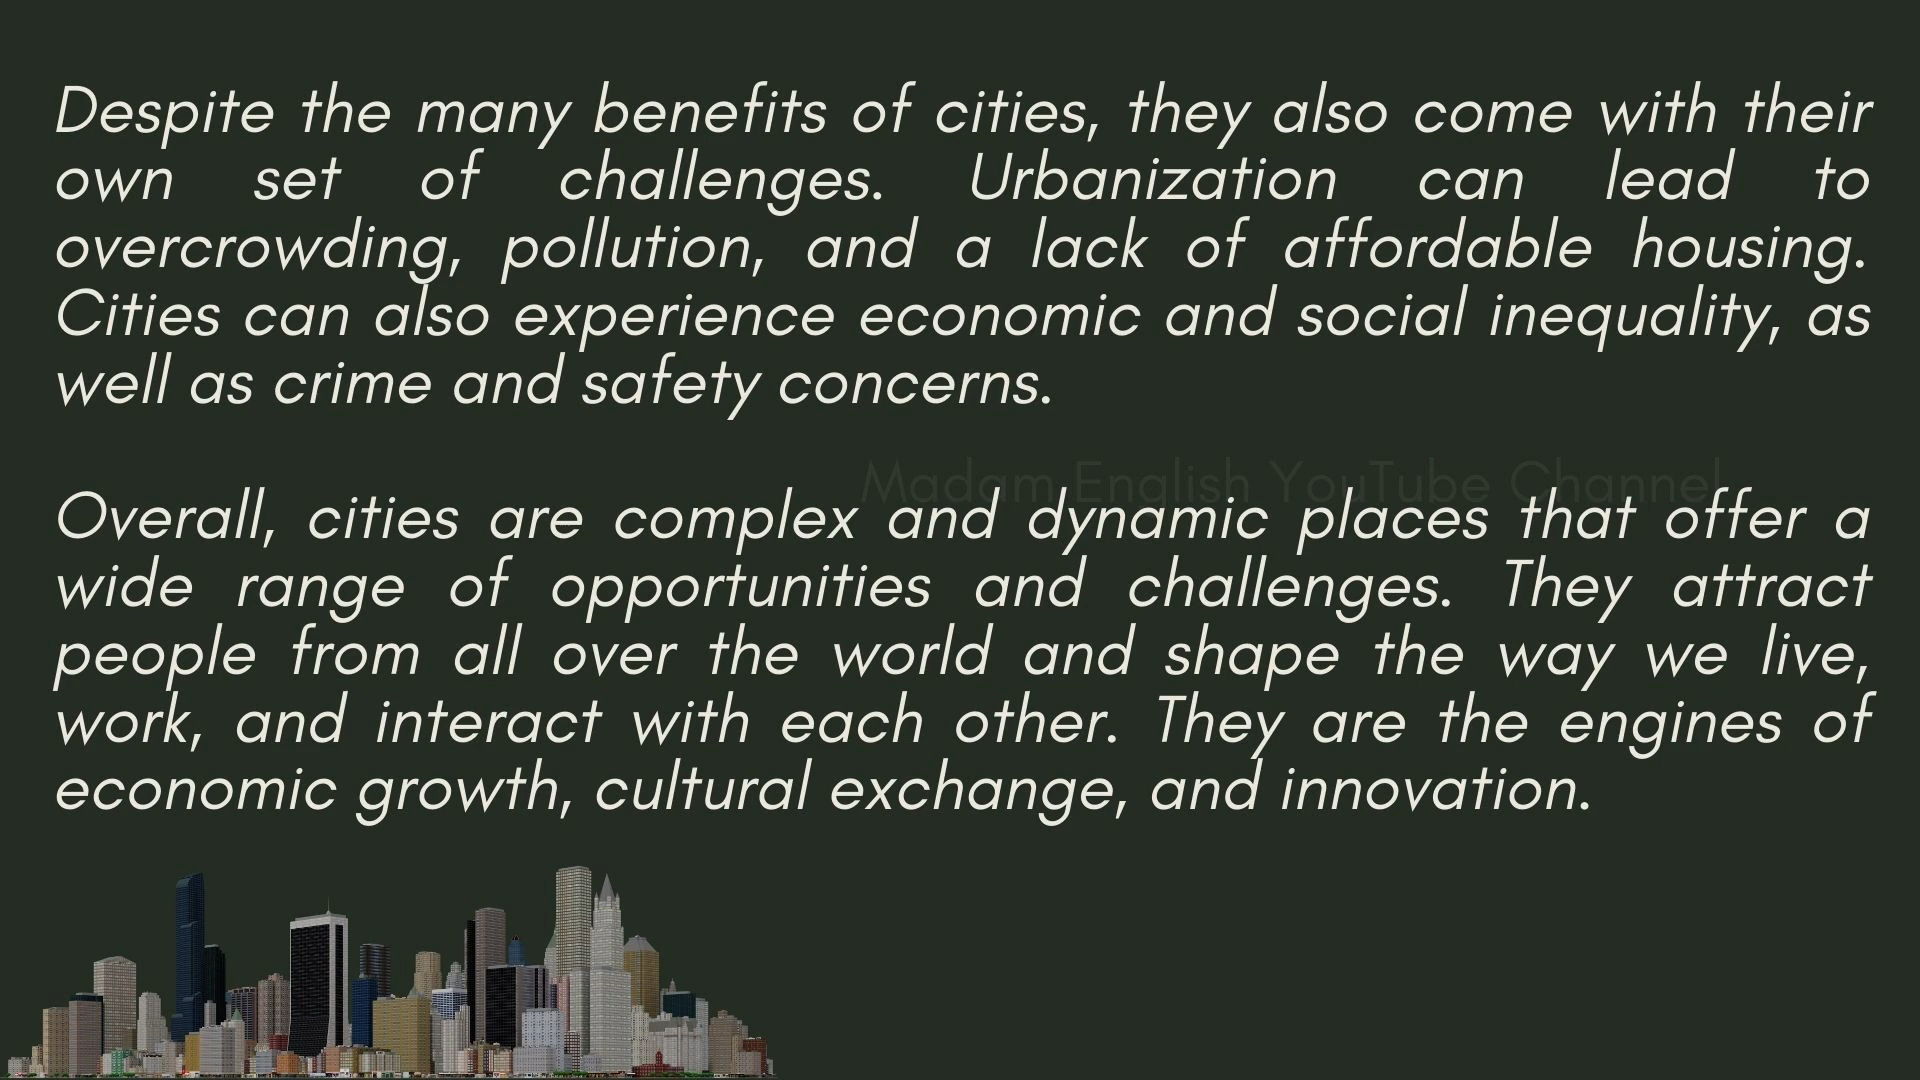 Despite the many benefits of cities, they also come with their
own set of challenges. Urbanization can lead to
overcrowding, pollution, and a lack of affordable housing.
Cities can also experience economic and social inequality, as
well as crime and safety concerns.
Madam English YouTube Channel
Overall, cities are complex and dynamic places that offer a
wide range of opportunities and challenges. They attract
people from all over the world and shape the way we live,
work, and interact with each other. They are the engines of
economic growth, cultural exchange, and innovation.